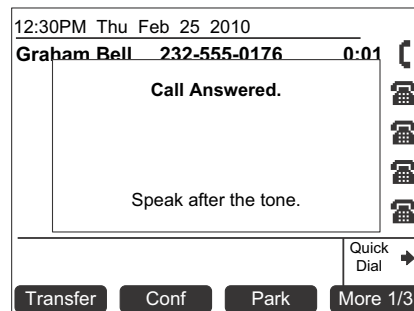 12:30PM Thu Feb 25 2010
Graham Bell 232-555-0176 0:01
Call Answered.
Speak after the tone.
Quick
Dial
Transfer Conf Park More 1/3